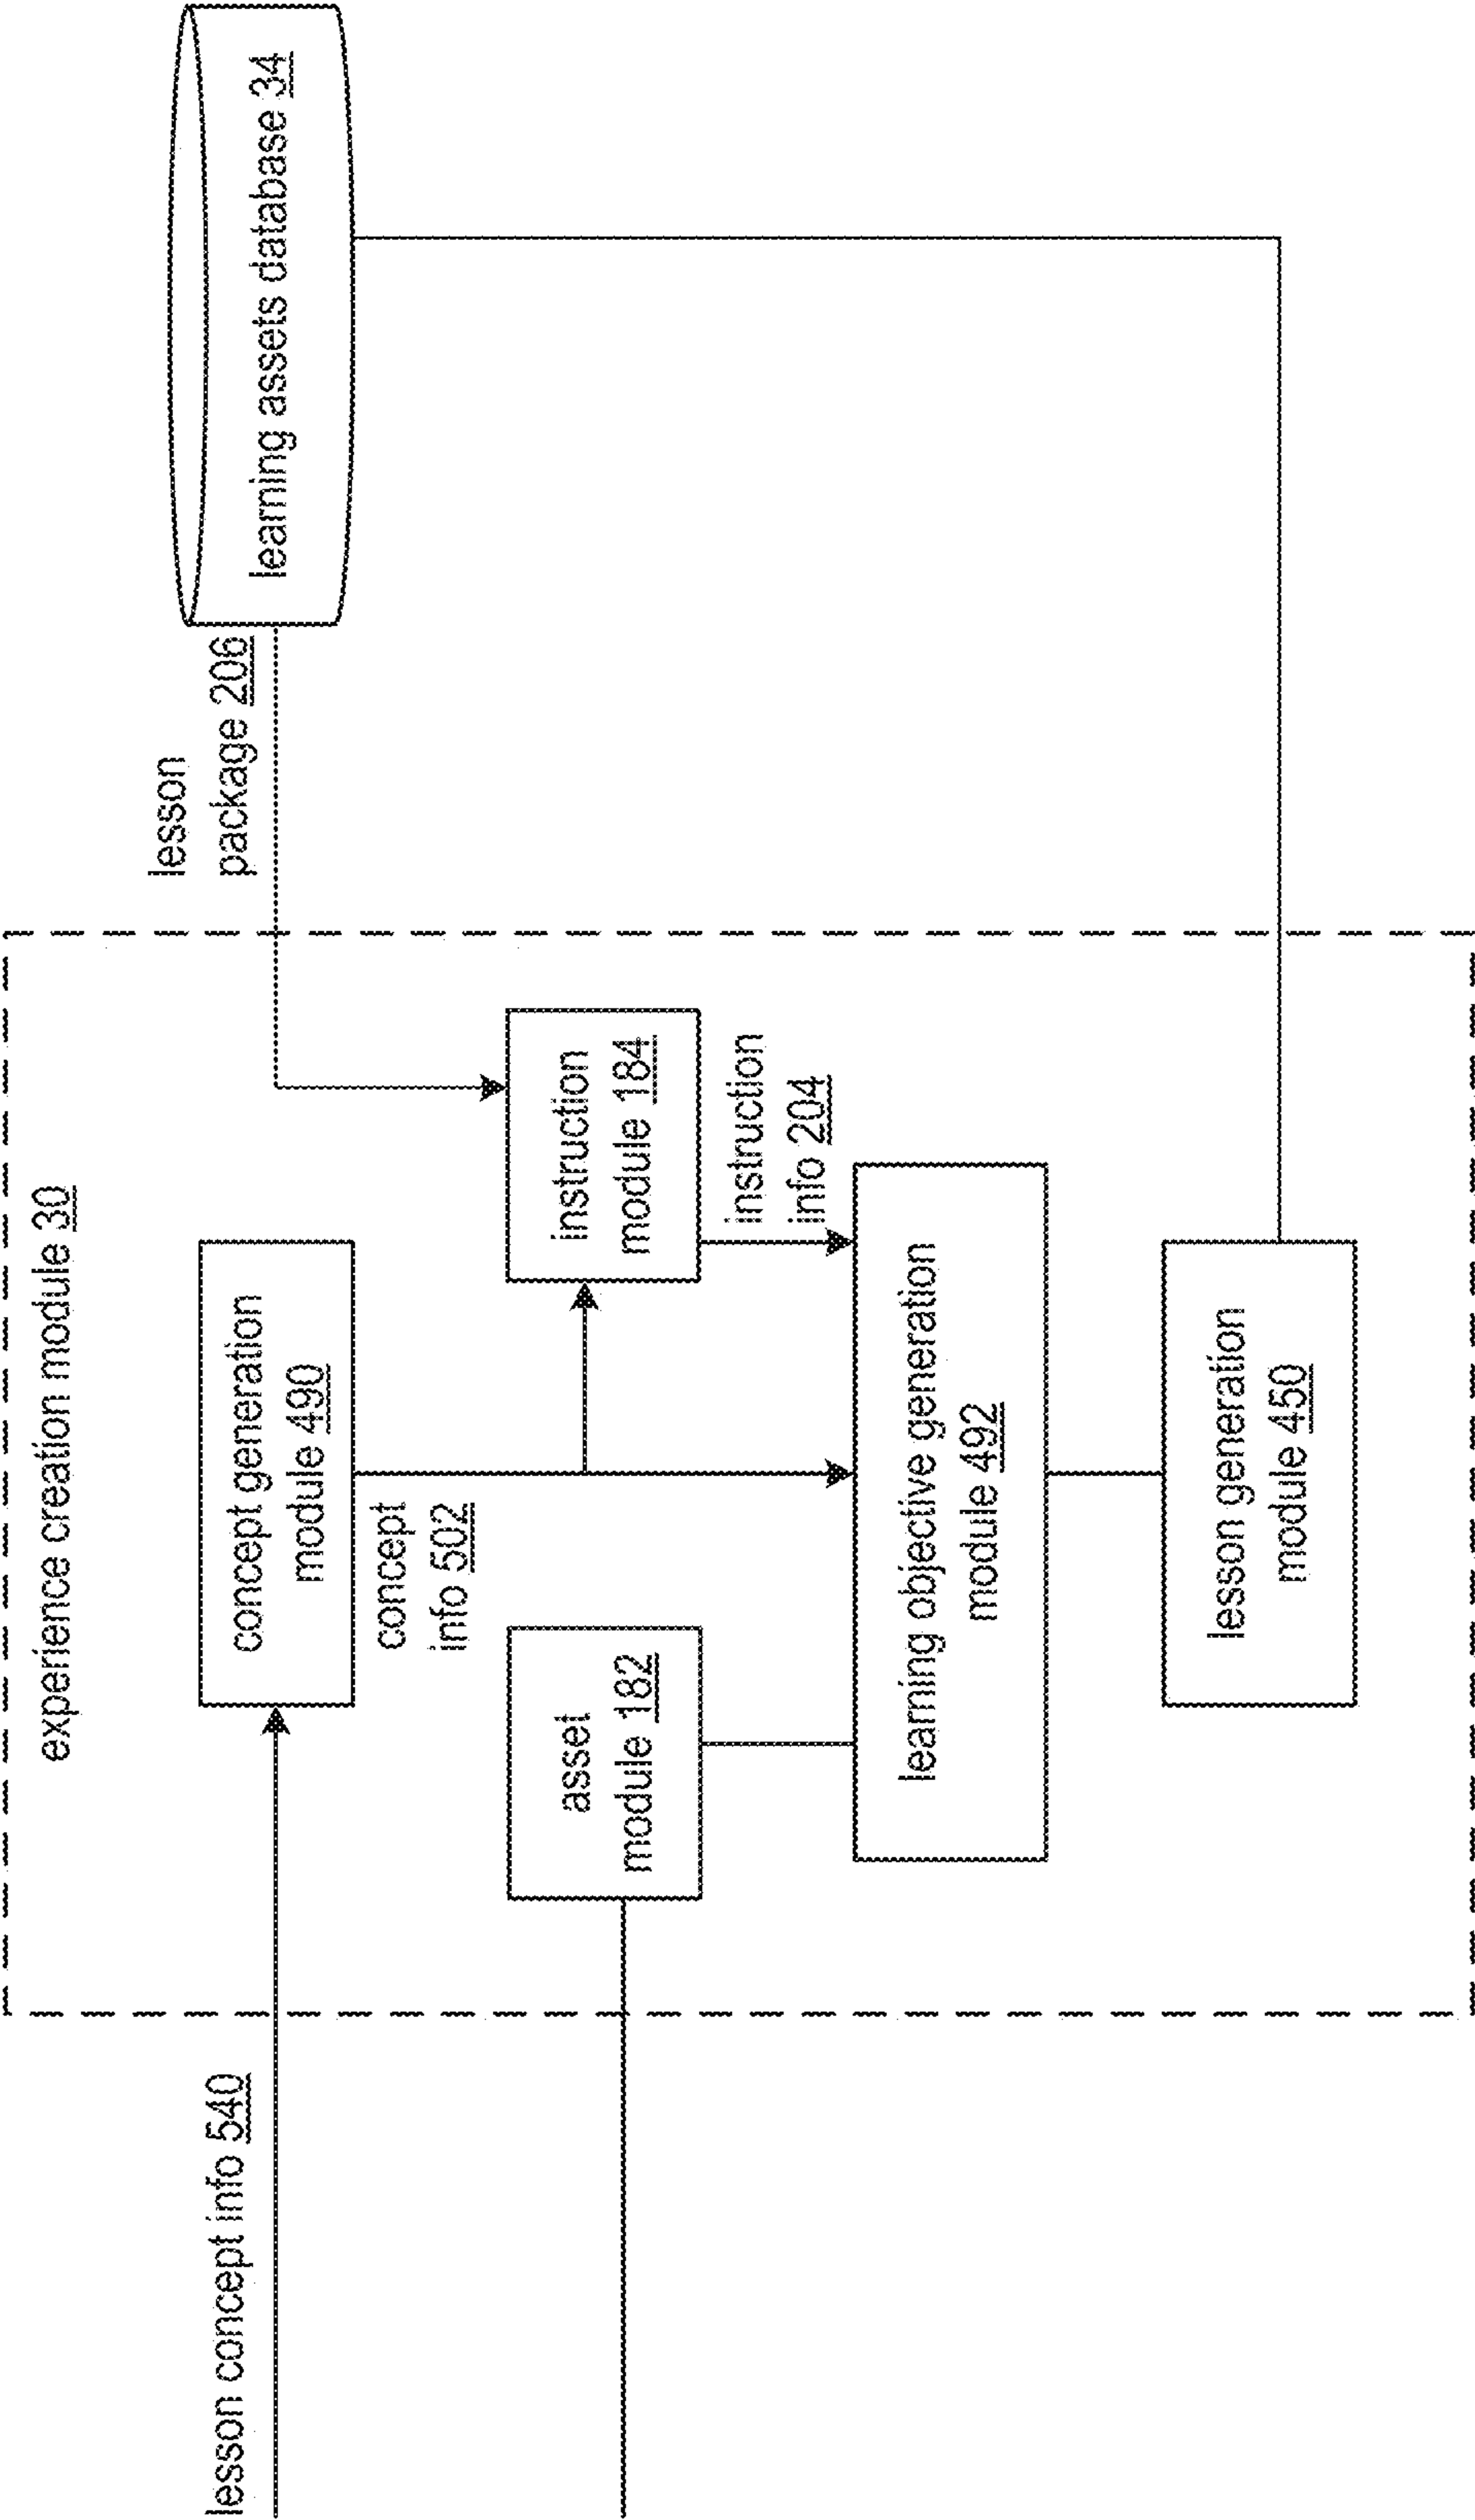 experience creation module 30
lesson concept info 540
concept generation
module 490
lesson
package 206
learning assets database 34
concept
info 502
asset
module 182
instruction
module 184
instruction
info 204
learning objective generation
module 492
lesson generation
module 450